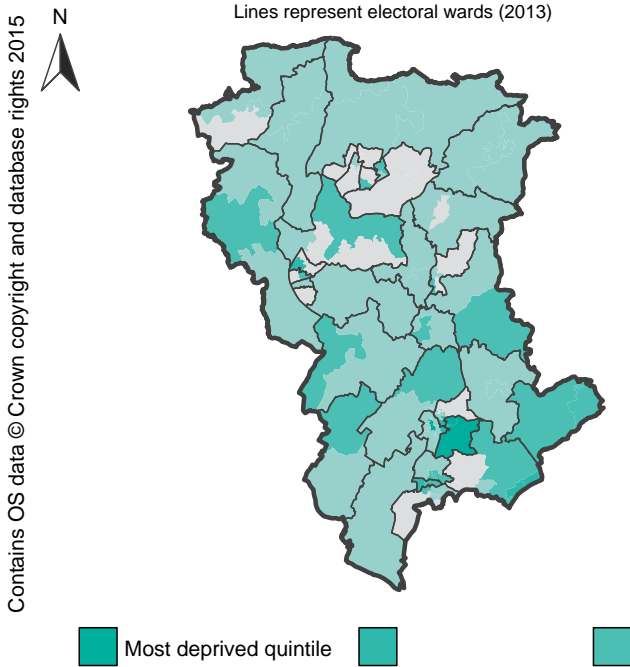 Lines represent electoral wards (2013)
N
Contains OS data © Crown copyright and database rights 2015
Most deprived quintile